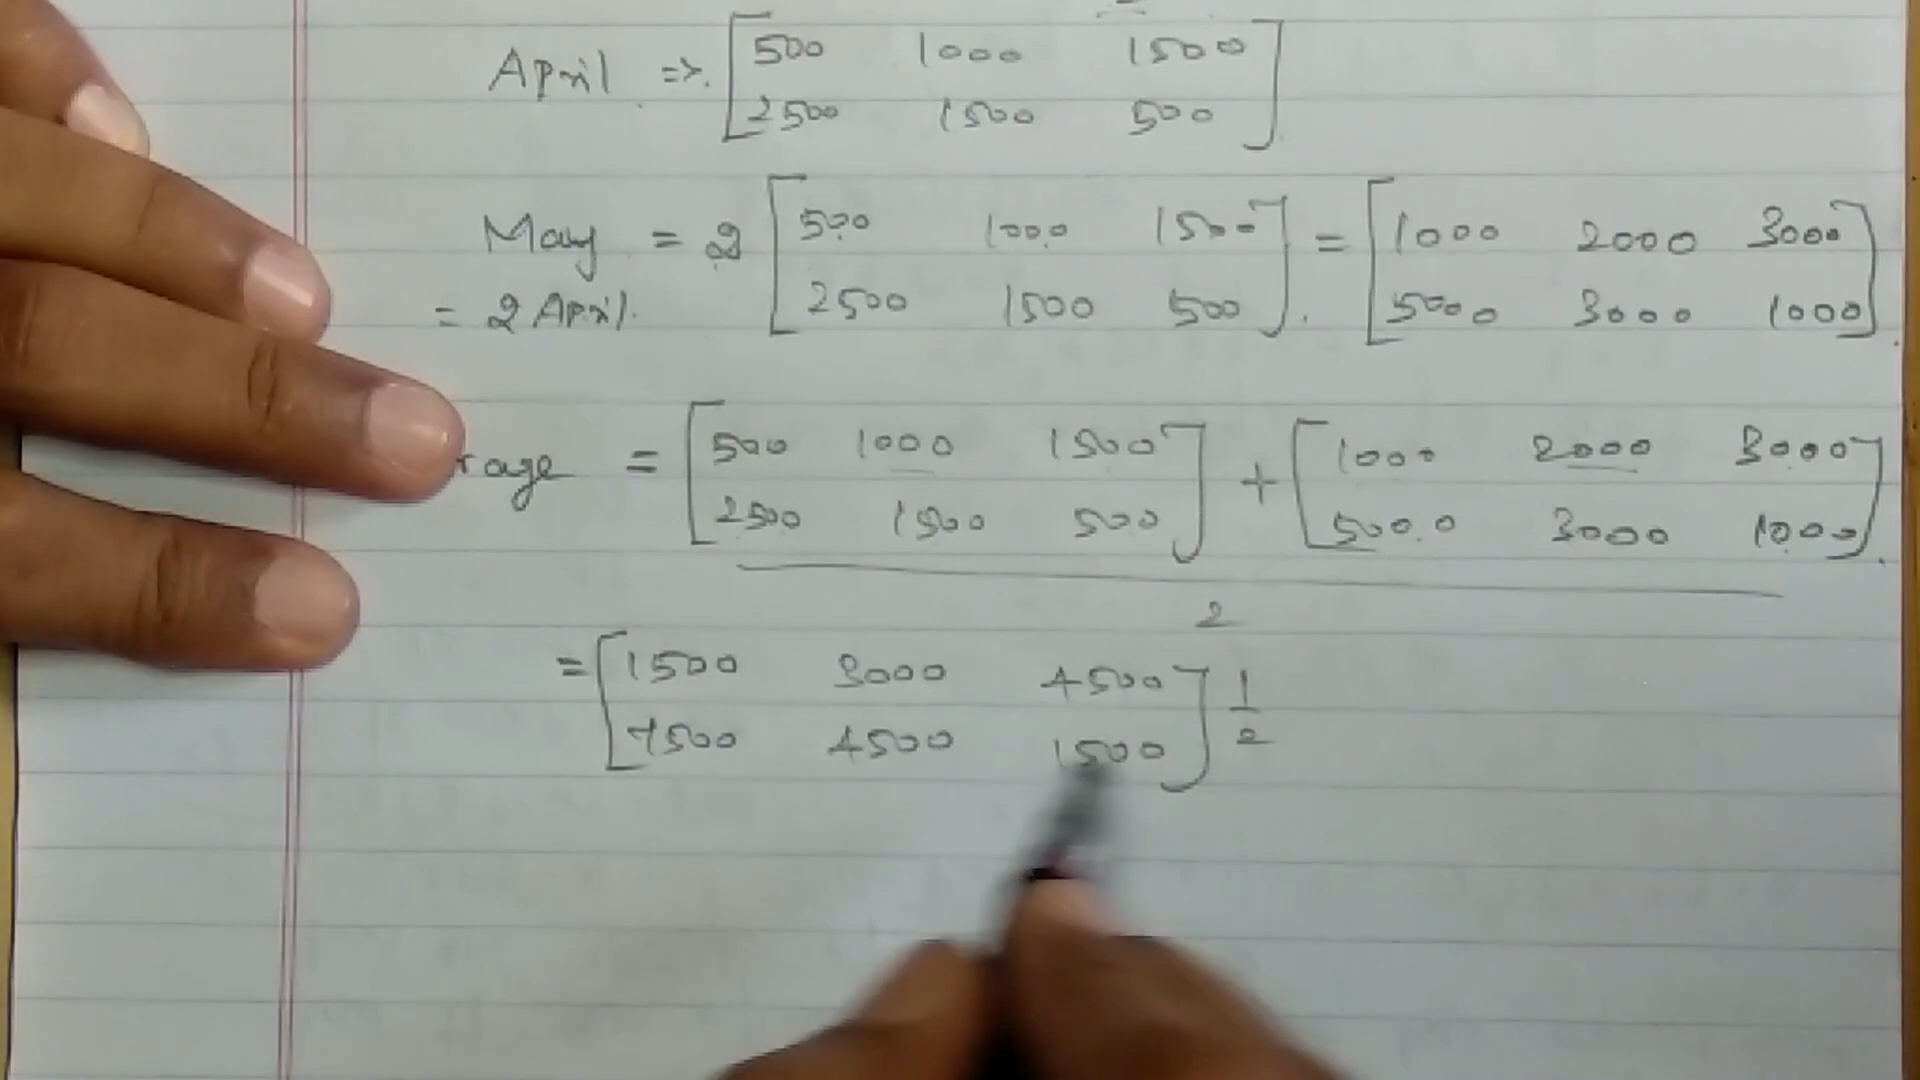 April => [500 1000 1500
2500 1500 500]
May = 2 [500 1000 1500 = [1000 2000 3000
= 2 April. 2500 1500 500]. 5000 3000 1000].
rage = [500 1000 1500 + [1000 2000 3000
2500 1500 500] 5000 3000 1000].
2
= [1500 3000 4500 1/2
7500 4500 1500]